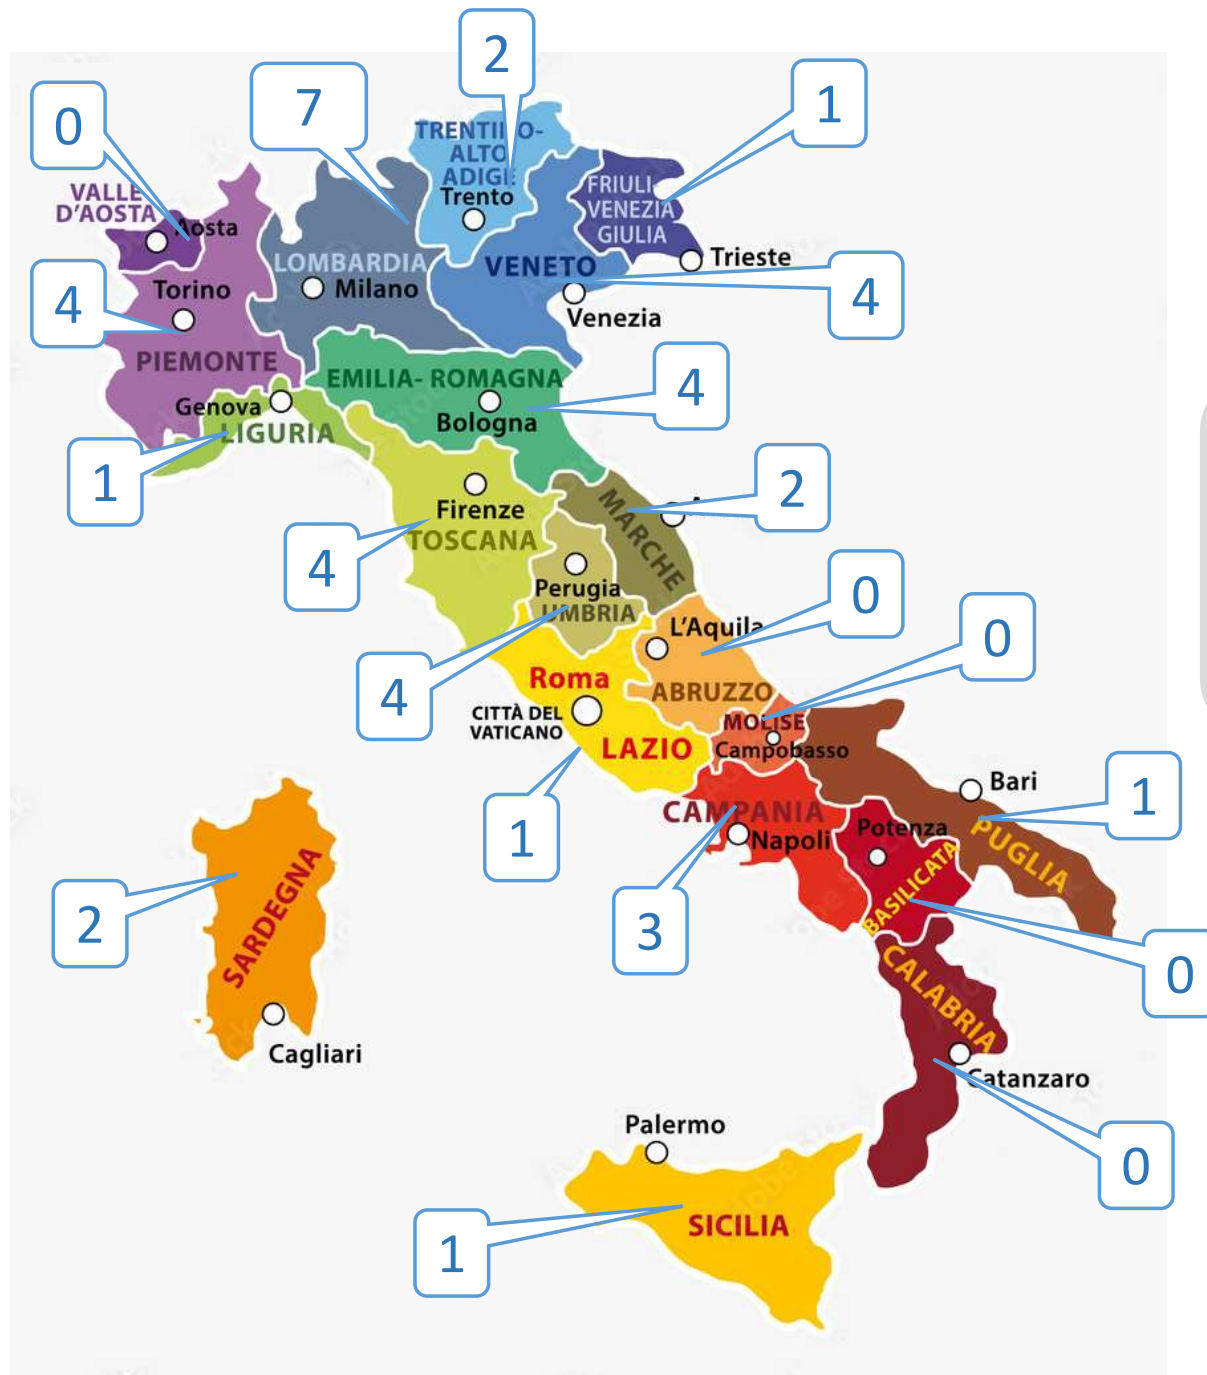 2
0
7
1
TRENTINO-
ALTO
ADIGE
Trento
VALLE
D'AOSTA
Aosta
FRIULI-
VENEZIA
GIULIA
Trieste
LOMBARDIA
Milano
VENETO
Venezia
4
Torino
4
PIEMONTE
EMILIA- ROMAGNA
Bologna
4
Genova
LIGURIA
1
Firenze
TOSCANA
MARCHE
2
4
Perugia
UMBRIA
0
L'Aquila
0
4
Roma
CITTÀ DEL
VATICANO
LAZIO
ABRUZZO
MOLISE
Campobasso
1
CAMPANIA
Napoli
Potenza
BASILICATA
Bari
PUGLIA
1
SARDEGNA
2
Cagliari
3
0
CALABRIA
Catanzaro
0
Palermo
SICILIA
1